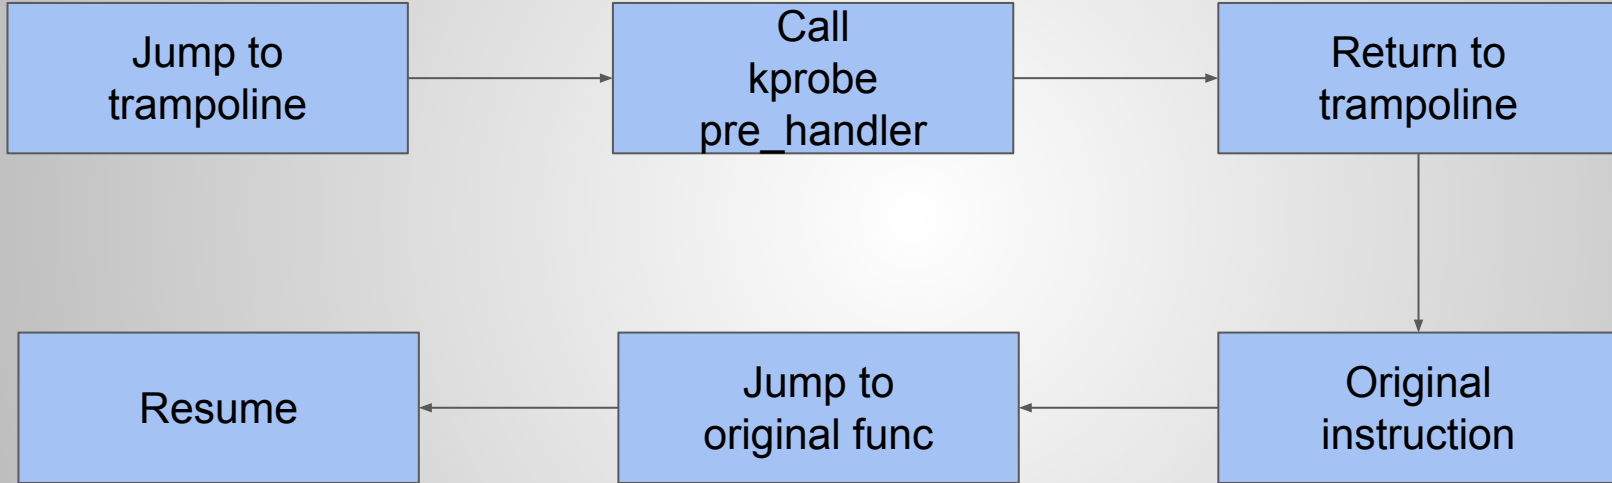 Jump to
trampoline
Call
kprobe
pre_handler
Return to
trampoline
Original
instruction
Jump to
original func
Resume